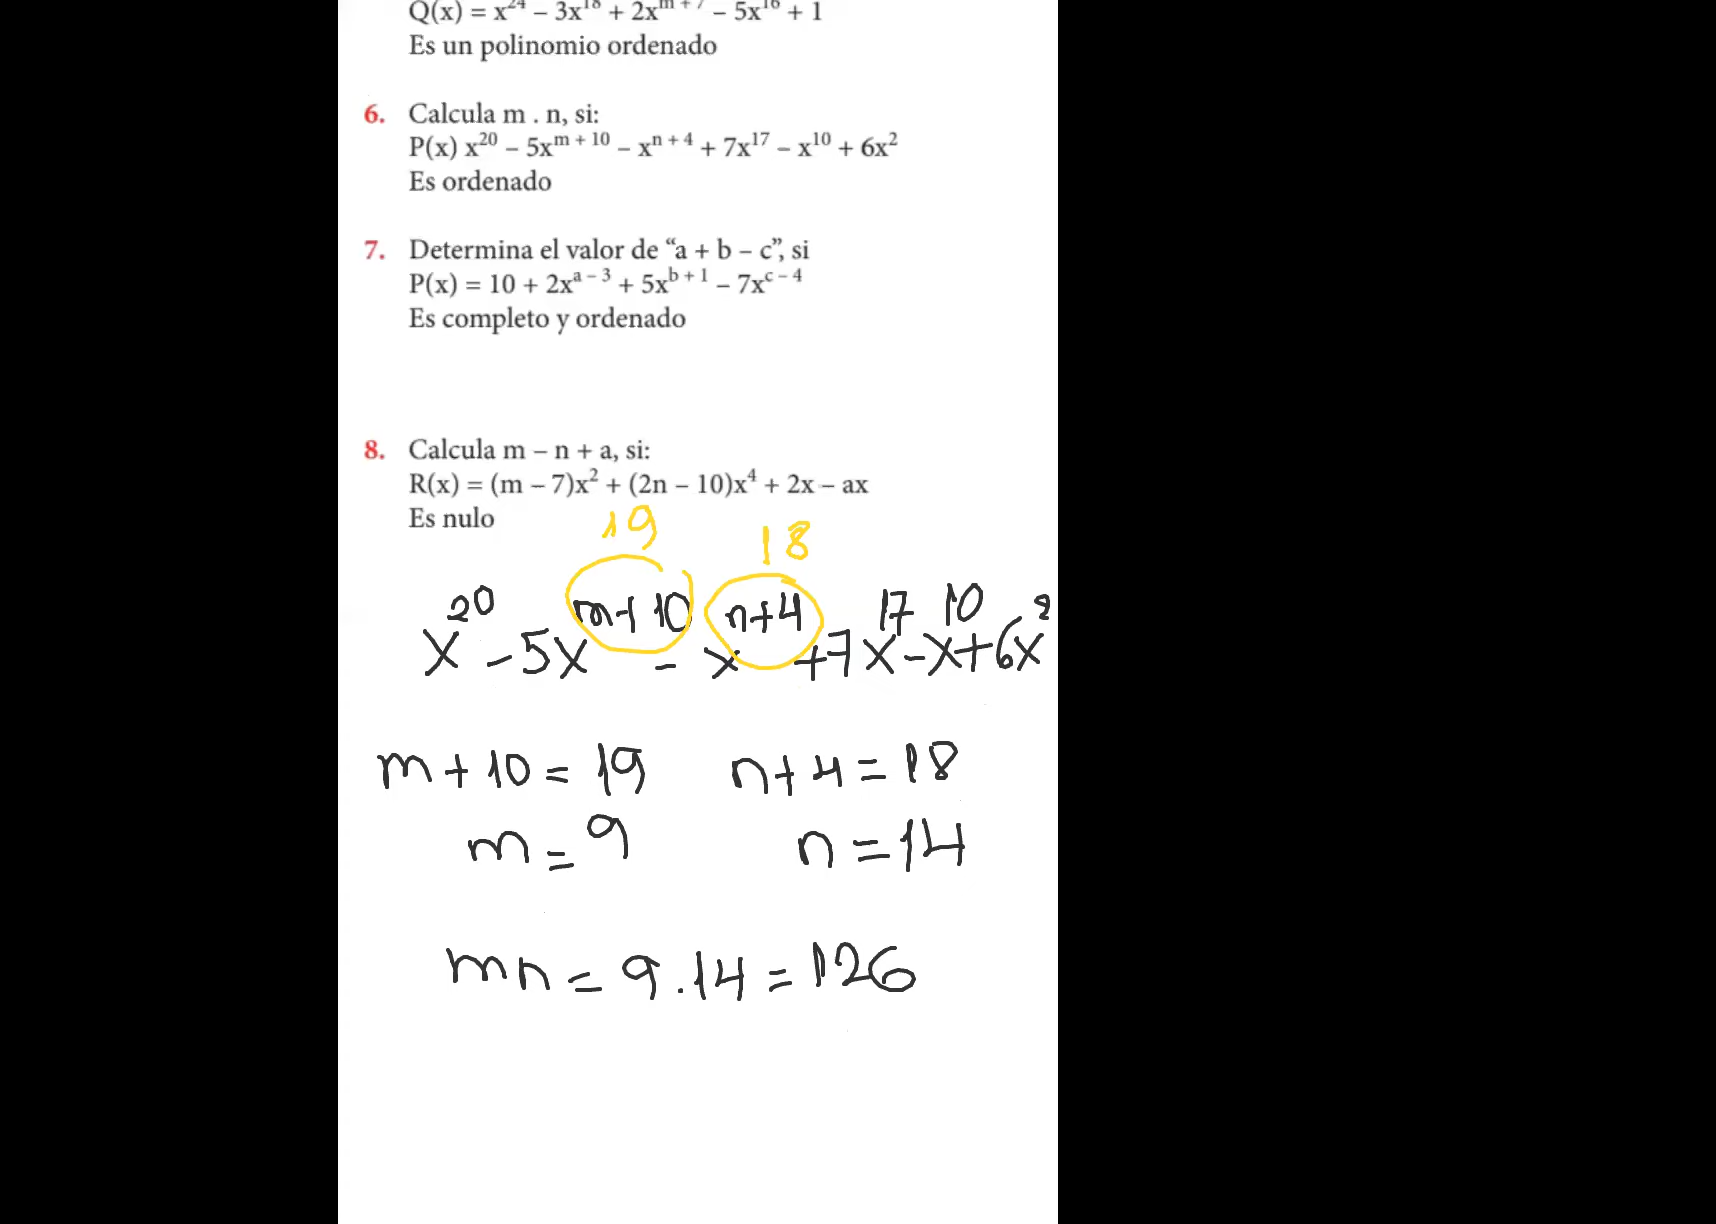 Q(x) = x²⁴ – 3x¹⁸ + 2xᵐ ⁺ ⁷ – 5x¹⁶ + 1
Es un polinomio ordenado
6. Calcula m . n, si:
P(x) x²⁰ – 5xᵐ ⁺ ¹⁰ – xⁿ ⁺ ⁴ + 7x¹⁷ – x¹⁰ + 6x²
Es ordenado
7. Determina el valor de “a + b – c”, si
P(x) = 10 + 2xᵃ ⁻ ³ + 5xᵇ ⁺ ¹ – 7xᶜ ⁻ ⁴
Es completo y ordenado
8. Calcula m – n + a, si:
R(x) = (m – 7)x² + (2n – 10)x⁴ + 2x – ax
Es nulo
19 18
x²⁰ – 5xᵐ⁺¹⁰ – xⁿ⁺⁴ + 7x¹⁷ – x¹⁰ + 6x²
m + 10 = 19 n + 4 = 18
m = 9 n = 14
mn = 9 . 14 = 126